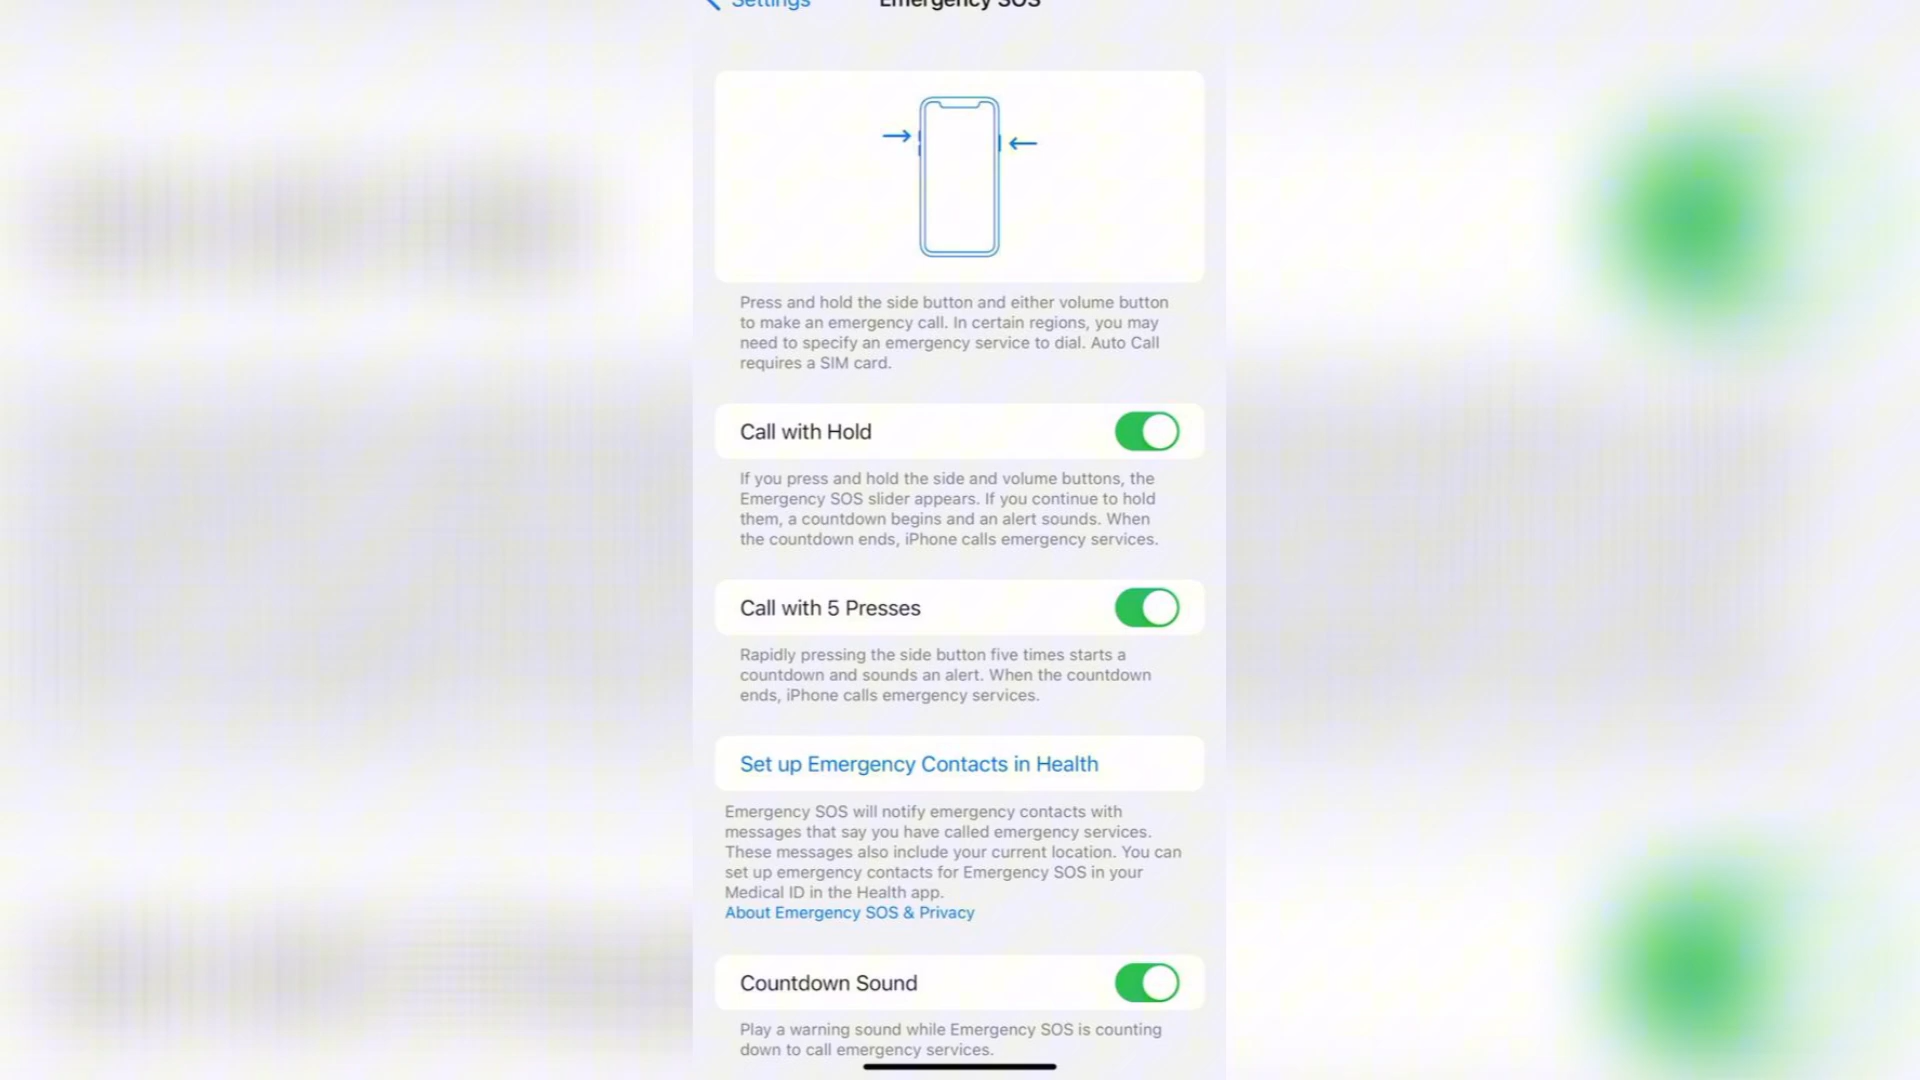 Settings
Emergency SOS
Press and hold the side button and either volume button
to make an emergency call. In certain regions, you may
need to specify an emergency service to dial. Auto Call
requires a SIM card.
Call with Hold
If you press and hold the side and volume buttons, the
Emergency SOS slider appears. If you continue to hold
them, a countdown begins and an alert sounds. When
the countdown ends, iPhone calls emergency services.
Call with 5 Presses
Rapidly pressing the side button five times starts a
countdown and sounds an alert. When the countdown
ends, iPhone calls emergency services.
Set up Emergency Contacts in Health
Emergency SOS will notify emergency contacts with
messages that say you have called emergency services.
These messages also include your current location. You can
set up emergency contacts for Emergency SOS in your
Medical ID in the Health app.
About Emergency SOS & Privacy
Countdown Sound
Play a warning sound while Emergency SOS is counting
down to call emergency services.